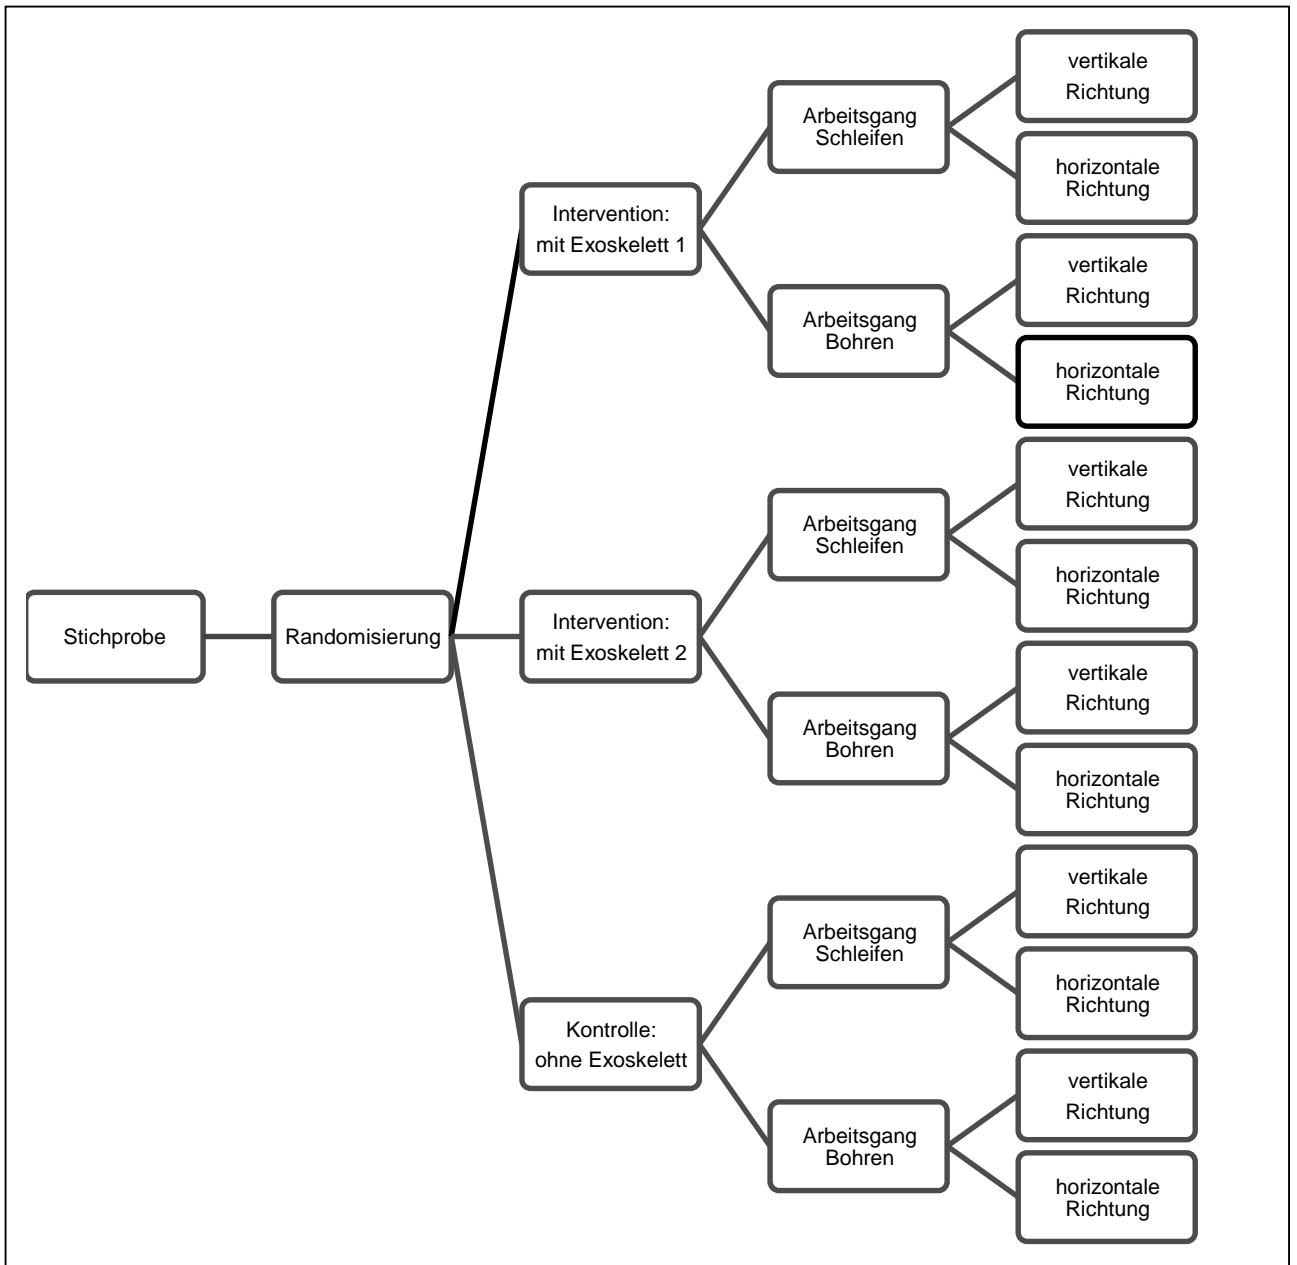 Stichprobe
Randomisierung
Intervention:
mit Exoskelett 1
Arbeitsgang
Schleifen
vertikale
Richtung
horizontale
Richtung
Arbeitsgang
Bohren
vertikale
Richtung
horizontale
Richtung
Intervention:
mit Exoskelett 2
Arbeitsgang
Schleifen
vertikale
Richtung
horizontale
Richtung
Arbeitsgang
Bohren
vertikale
Richtung
horizontale
Richtung
Kontrolle:
ohne Exoskelett
Arbeitsgang
Schleifen
vertikale
Richtung
horizontale
Richtung
Arbeitsgang
Bohren
vertikale
Richtung
horizontale
Richtung